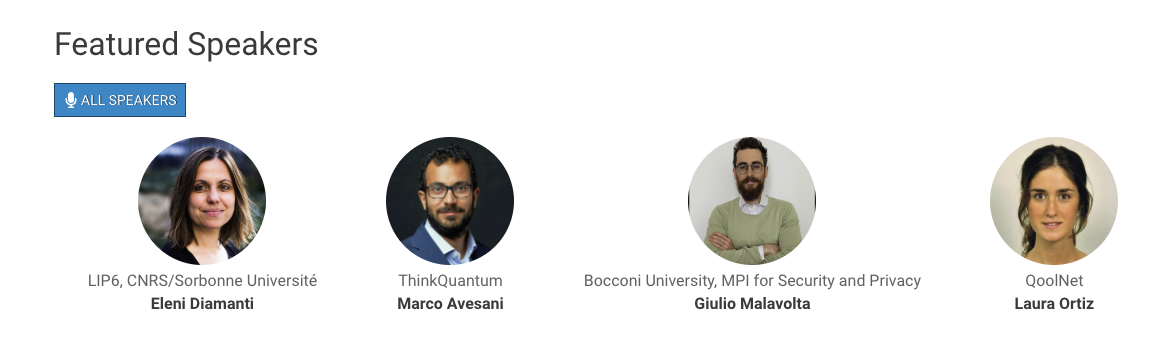 Featured Speakers
ALL SPEAKERS
LIP6, CNRS/Sorbonne Université
Eleni Diamanti
ThinkQuantum
Marco Avesani
Bocconi University, MPI for Security and Privacy
Giulio Malavolta
QoolNet
Laura Ortiz